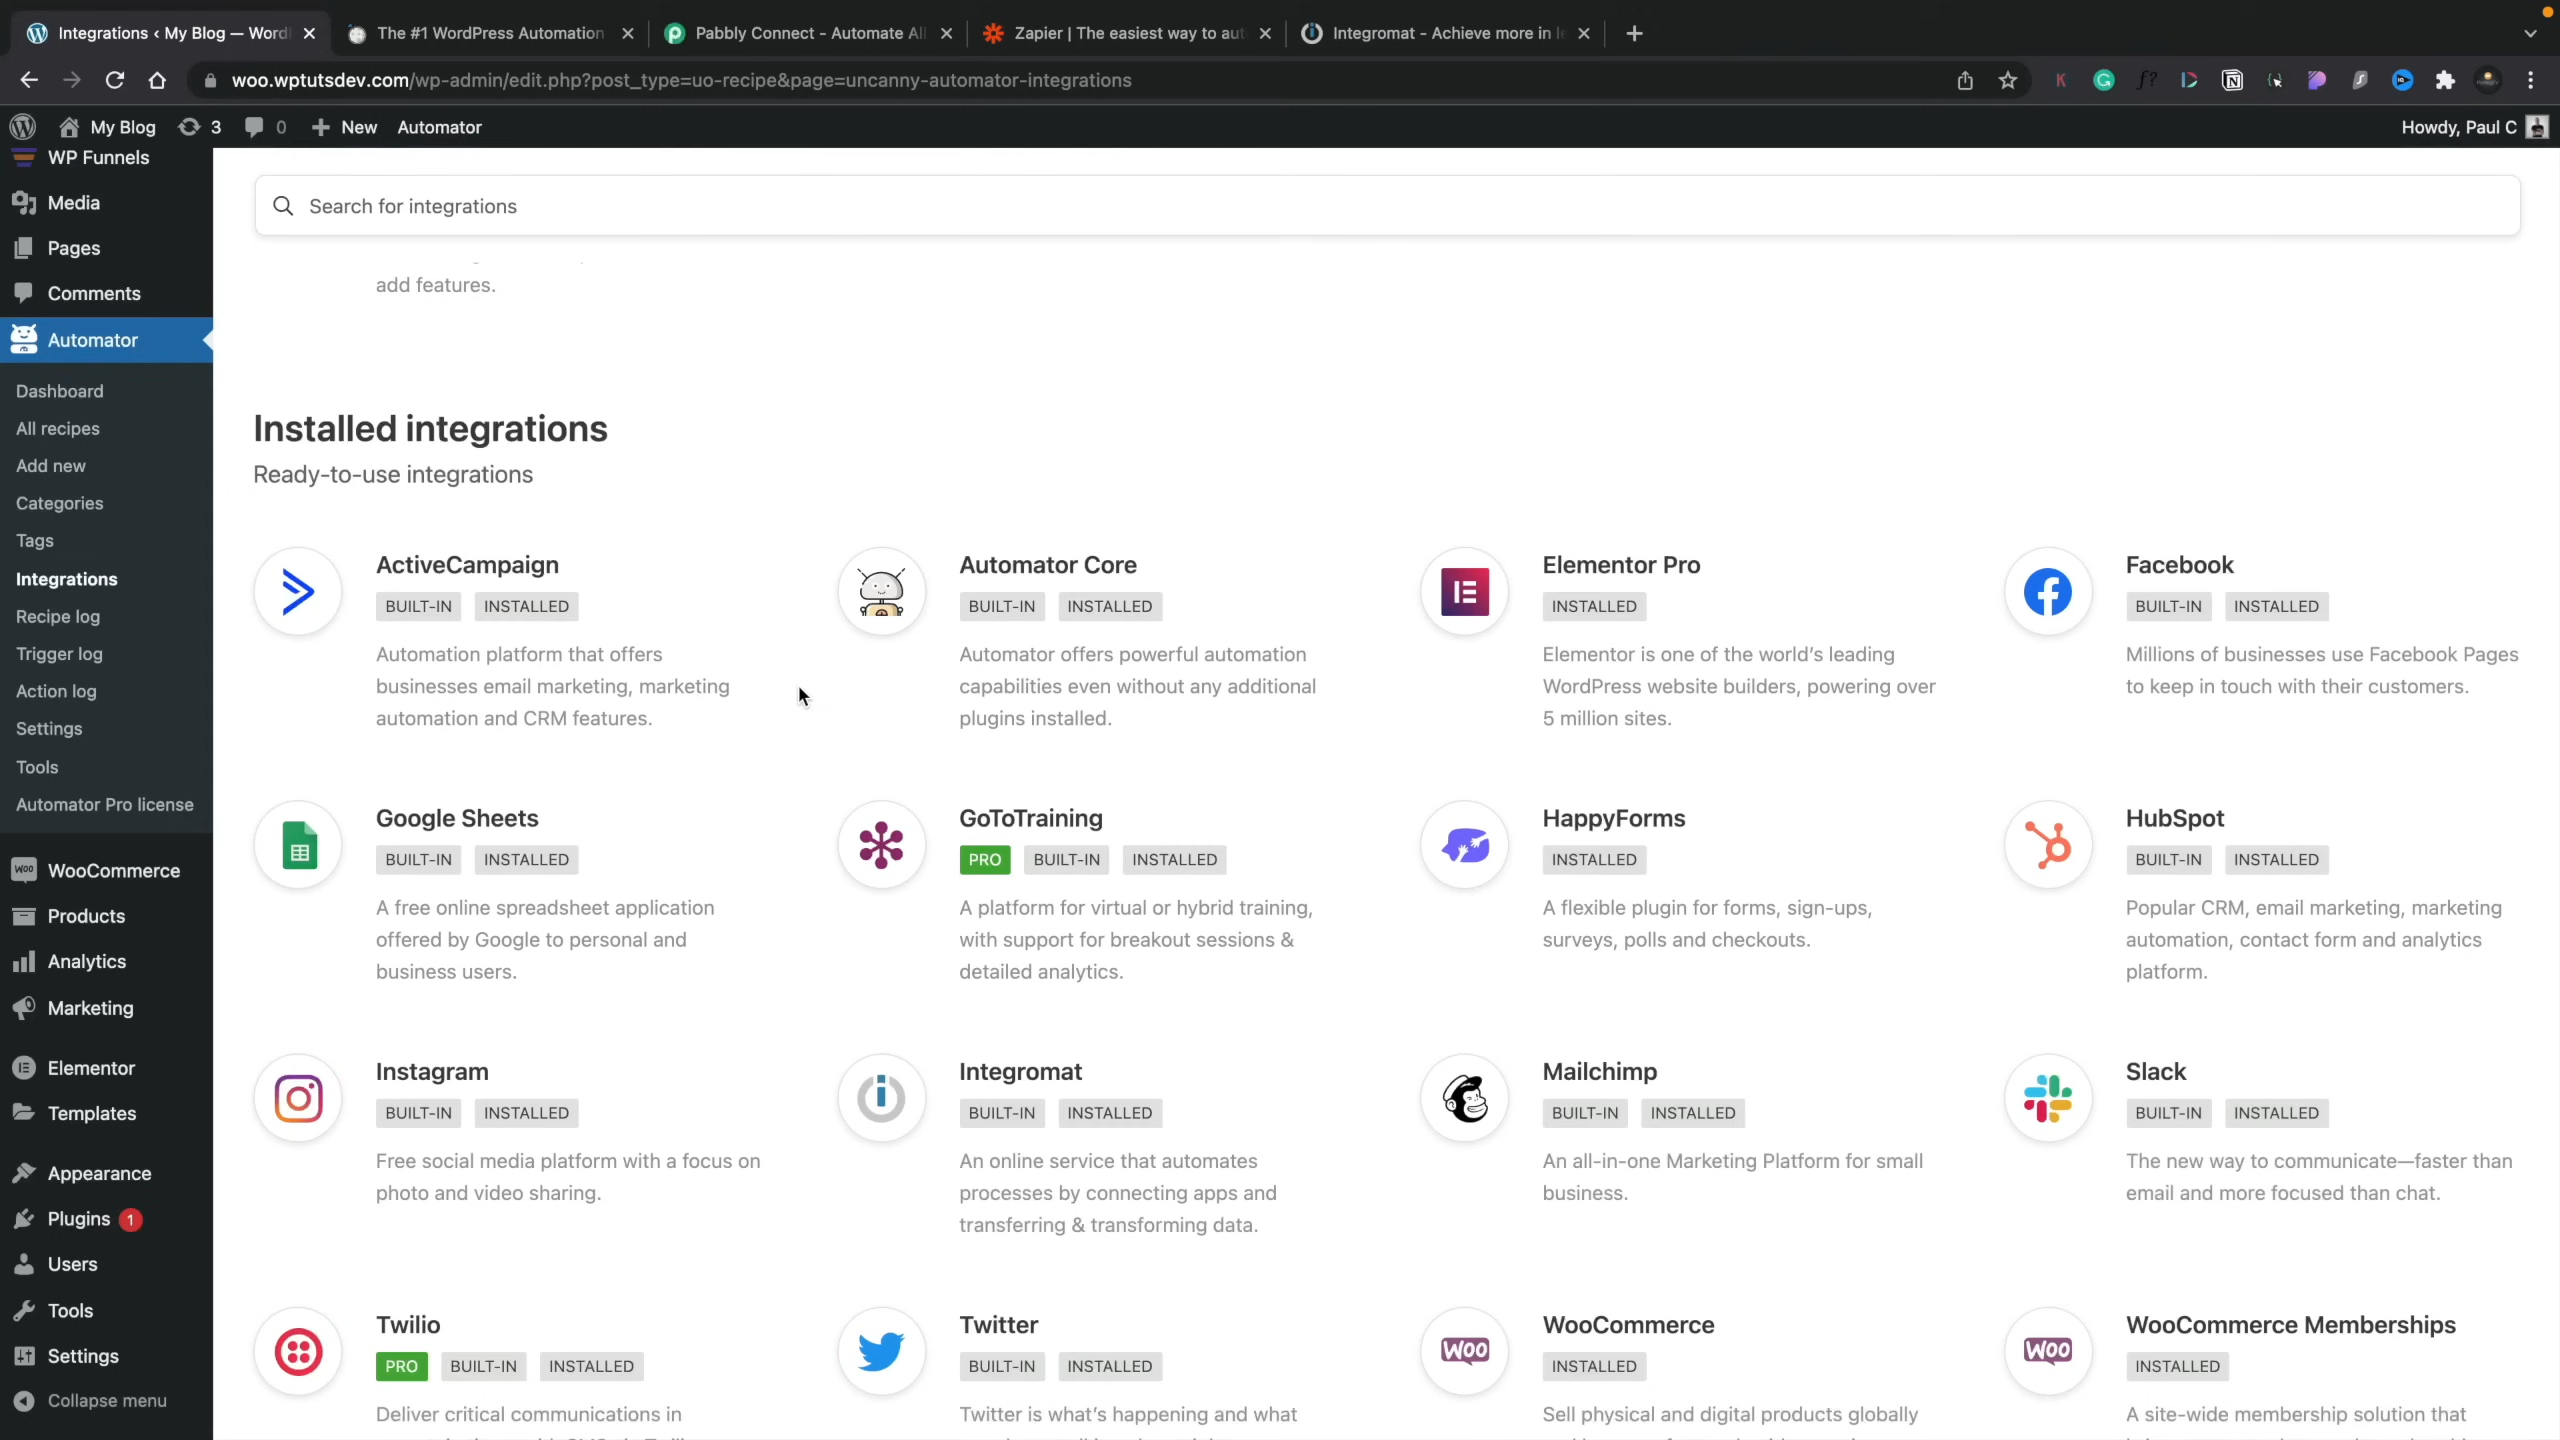 Integrations ‹ My Blog — Word
The #1 WordPress Automation
Pabbly Connect - Automate All
Zapier | The easiest way to aut
Integromat - Achieve more in le
woo.wptutsdev.com/wp-admin/edit.php?post_type=uo-recipe&page=uncanny-automator-integrations
My Blog
3
0
New
Automator
Howdy, Paul C
WP Funnels
Media
Pages
Comments
Automator
Dashboard
All recipes
Add new
Categories
Tags
Integrations
Recipe log
Trigger log
Action log
Settings
Tools
Automator Pro license
WooCommerce
Products
Analytics
Marketing
Elementor
Templates
Appearance
Plugins 1
Users
Tools
Settings
Collapse menu
Search for integrations
add features.
Installed integrations
Ready-to-use integrations
ActiveCampaign
BUILT-IN INSTALLED
Automation platform that offers
businesses email marketing, marketing
automation and CRM features.
Automator Core
BUILT-IN INSTALLED
Automator offers powerful automation
capabilities even without any additional
plugins installed.
Elementor Pro
INSTALLED
Elementor is one of the world's leading
WordPress website builders, powering over
5 million sites.
Facebook
BUILT-IN INSTALLED
Millions of businesses use Facebook Pages
to keep in touch with their customers.
Google Sheets
BUILT-IN INSTALLED
A free online spreadsheet application
offered by Google to personal and
business users.
GoToTraining
PRO BUILT-IN INSTALLED
A platform for virtual or hybrid training,
with support for breakout sessions &
detailed analytics.
HappyForms
INSTALLED
A flexible plugin for forms, sign-ups,
surveys, polls and checkouts.
HubSpot
BUILT-IN INSTALLED
Popular CRM, email marketing, marketing
automation, contact form and analytics
platform.
Instagram
BUILT-IN INSTALLED
Free social media platform with a focus on
photo and video sharing.
Integromat
BUILT-IN INSTALLED
An online service that automates
processes by connecting apps and
transferring & transforming data.
Mailchimp
BUILT-IN INSTALLED
An all-in-one Marketing Platform for small
business.
Slack
BUILT-IN INSTALLED
The new way to communicate—faster than
email and more focused than chat.
Twilio
PRO BUILT-IN INSTALLED
Deliver critical communications in
Twitter
BUILT-IN INSTALLED
Twitter is what's happening and what
WooCommerce
INSTALLED
Sell physical and digital products globally
WooCommerce Memberships
INSTALLED
A site-wide membership solution that